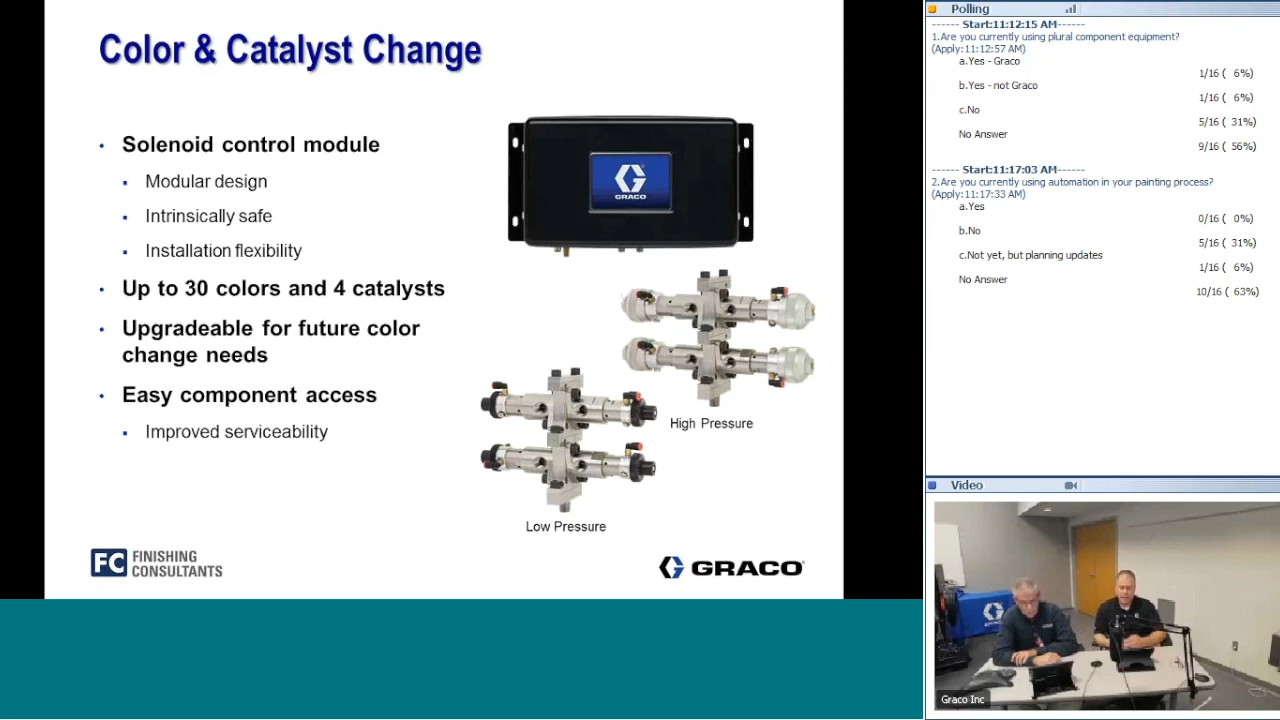 Color & Catalyst Change
• Solenoid control module
▪ Modular design
▪ Intrinsically safe
▪ Installation flexibility
• Up to 30 colors and 4 catalysts
• Upgradeable for future color
change needs
• Easy component access
▪ Improved serviceability
GRACO
High Pressure
Low Pressure
FC FINISHING
CONSULTANTS
GRACO
Polling
------ Start:11:12:15 AM------
1.Are you currently using plural component equipment?
(Apply:11:12:57 AM)
a.Yes - Graco
1/16 ( 6%)
b.Yes - not Graco
1/16 ( 6%)
c.No
5/16 ( 31%)
No Answer
9/16 ( 56%)
------ Start:11:17:03 AM------
2.Are you currently using automation in your painting process?
(Apply:11:17:33 AM)
a.Yes
0/16 ( 0%)
b.No
5/16 ( 31%)
c.Not yet, but planning updates
1/16 ( 6%)
No Answer
10/16 ( 63%)
Video
Graco Inc